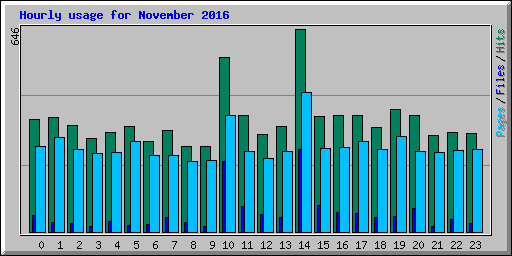 Hourly usage for November 2016
646
Pages / Files / Hits
0 1 2 3 4 5 6 7 8 9 10 11 12 13 14 15 16 17 18 19 20 21 22 23